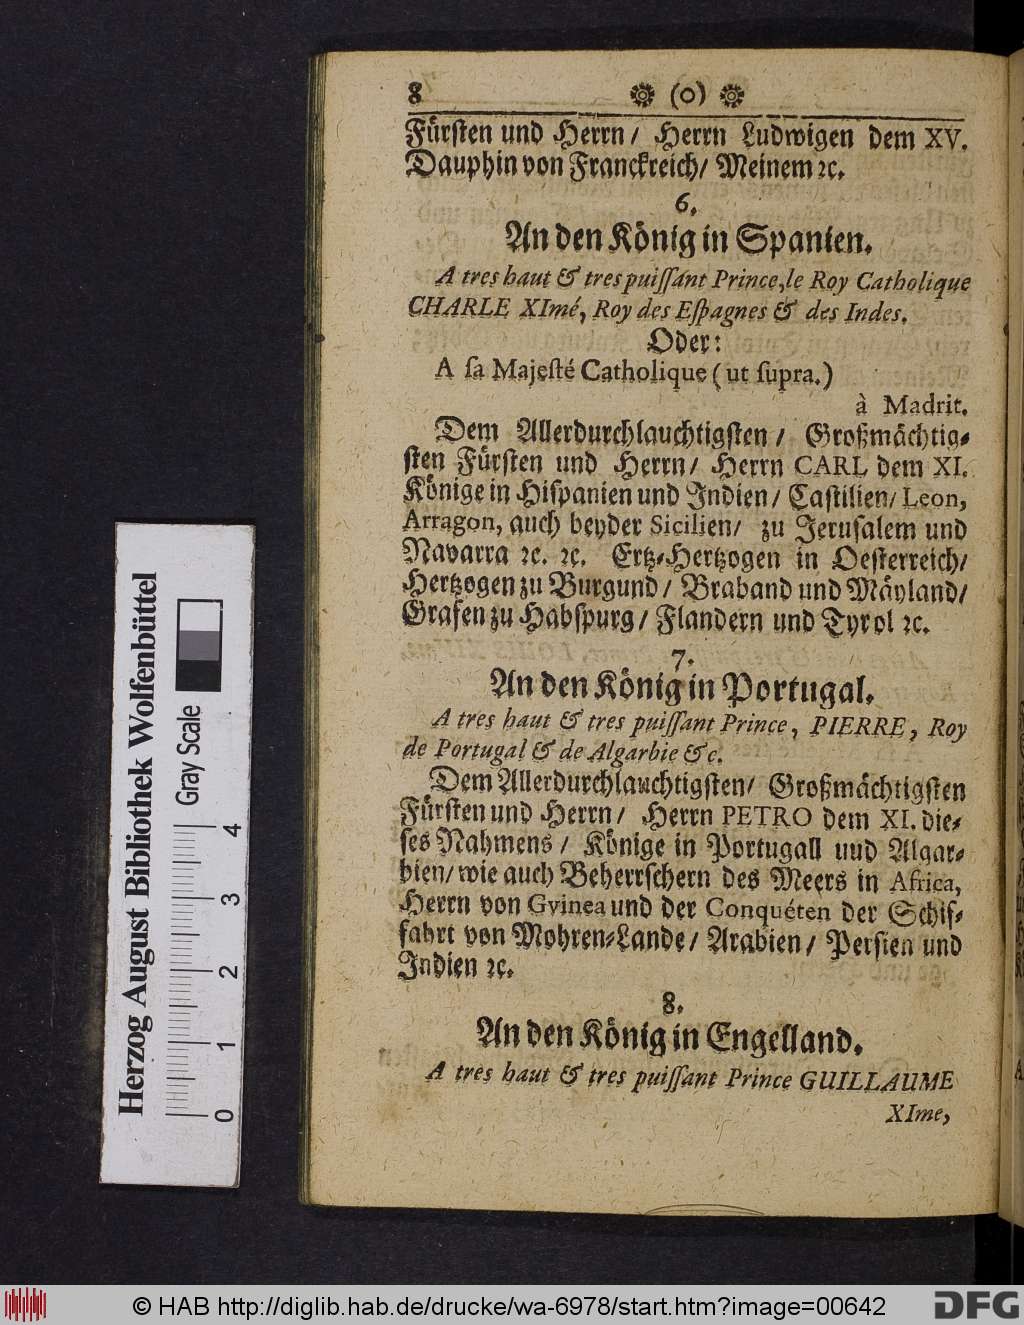 8 (o)
Fürsten und Herrn/ Herrn Ludwigen dem XV.
Dauphin von Franckreich/ Meinem ꝛc.
6.
An den König in Spanien.
A tres haut & tres puiſſant Prince, le Roy Catholique
CHARLE XImé, Roy des Eſpagnes & des Indes.
Oder:
A ſa Majeſté Catholique (ut ſupra.)
à Madrit.
Dem Allerdurchlauchtigſten/ Großmächtig-
ſten Fürſten und Herrn/ Herrn CARL dem XI.
Könige in Hiſpanien und Indien/ Caſtilien/ Leon,
Arragon, auch beyder Sicilien/ zu Jeruſalem und
Navarra ꝛc. ꝛc. Ertz-Hertzogen in Oeſterreich/
Hertzogen zu Burgund/ Braband und Mäyland/
Grafen zu Habſpurg/ Flandern und Tyrol ꝛc.
7.
An den König in Portugal.
A tres haut & tres puiſſant Prince, PIERRE, Roy
de Portugal & de Algarbie &c.
Dem Allerdurchlauchtigſten/ Großmächtigſten
Fürſten und Herrn/ Herrn PETRO dem XI. die-
ſes Nahmens/ Könige in Portugall uud Algar-
bien/ wie auch Beherrſchern des Meers in Africa,
Herrn von Gvinea und der Conquéten der Schif-
fahrt von Mohren-Lande/ Arabien/ Perſien und
Indien ꝛc.
8.
An den König in Engelland.
A tres haut & tres puiſſant Prince GUILLAUME
XIme,
Herzog August Bibliothek Wolfenbüttel
Gray Scale
0 1 2 3 4
© HAB http://diglib.hab.de/drucke/wa-6978/start.htm?image=00642
DFG